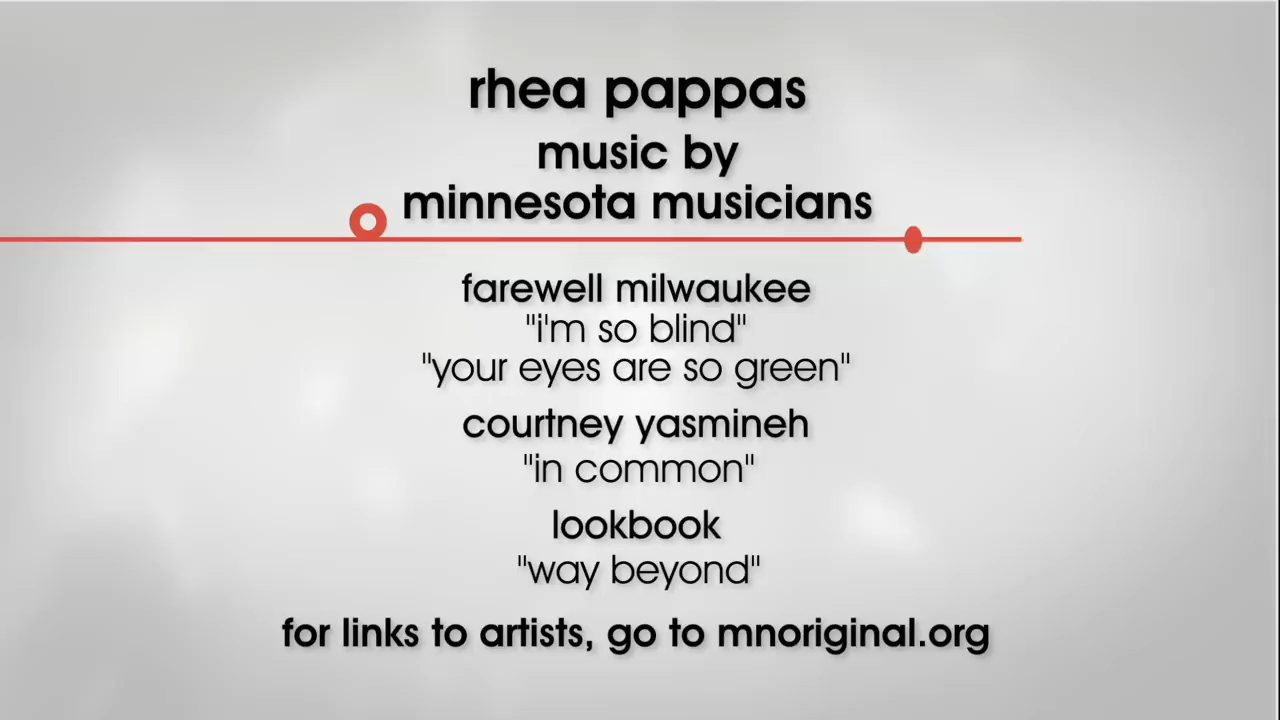 rhea pappas
music by
minnesota musicians
farewell milwaukee
"i'm so blind"
"your eyes are so green"
courtney yasmineh
"in common"
lookbook
"way beyond"
for links to artists, go to mnoriginal.org